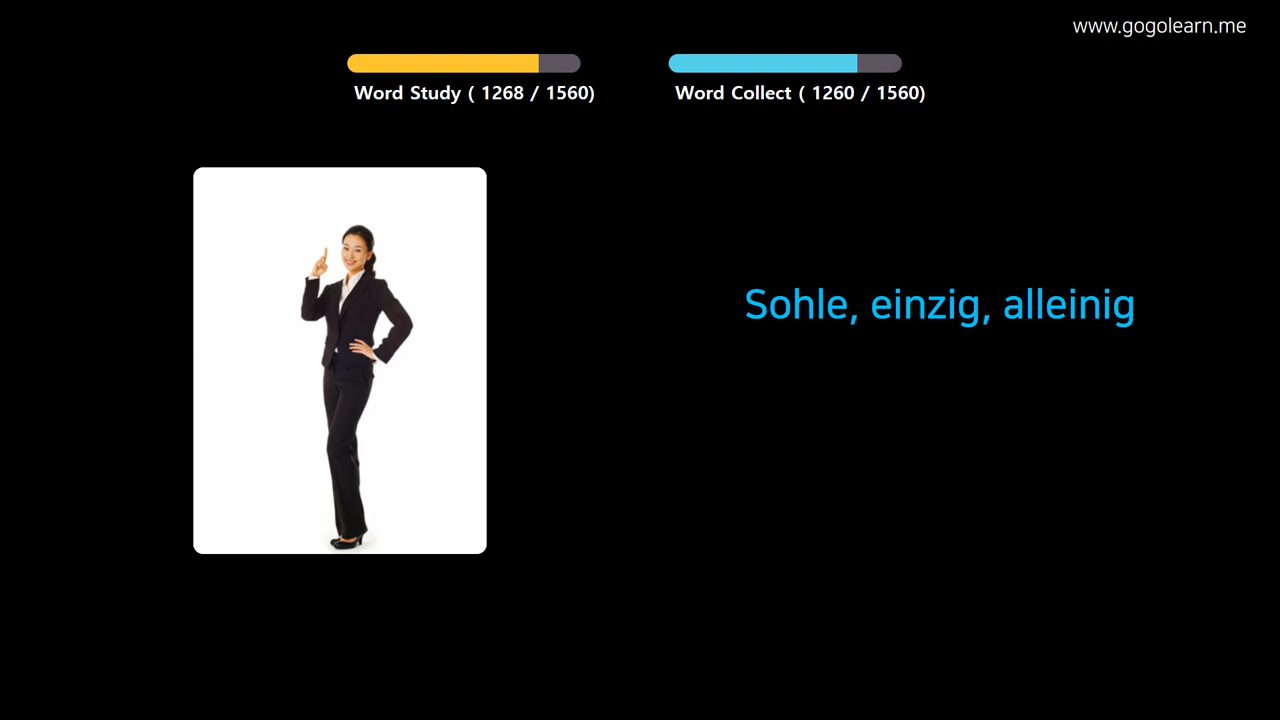 www.gogolearn.me
Word Study ( 1268 / 1560)
Word Collect ( 1260 / 1560)
Sohle, einzig, alleinig